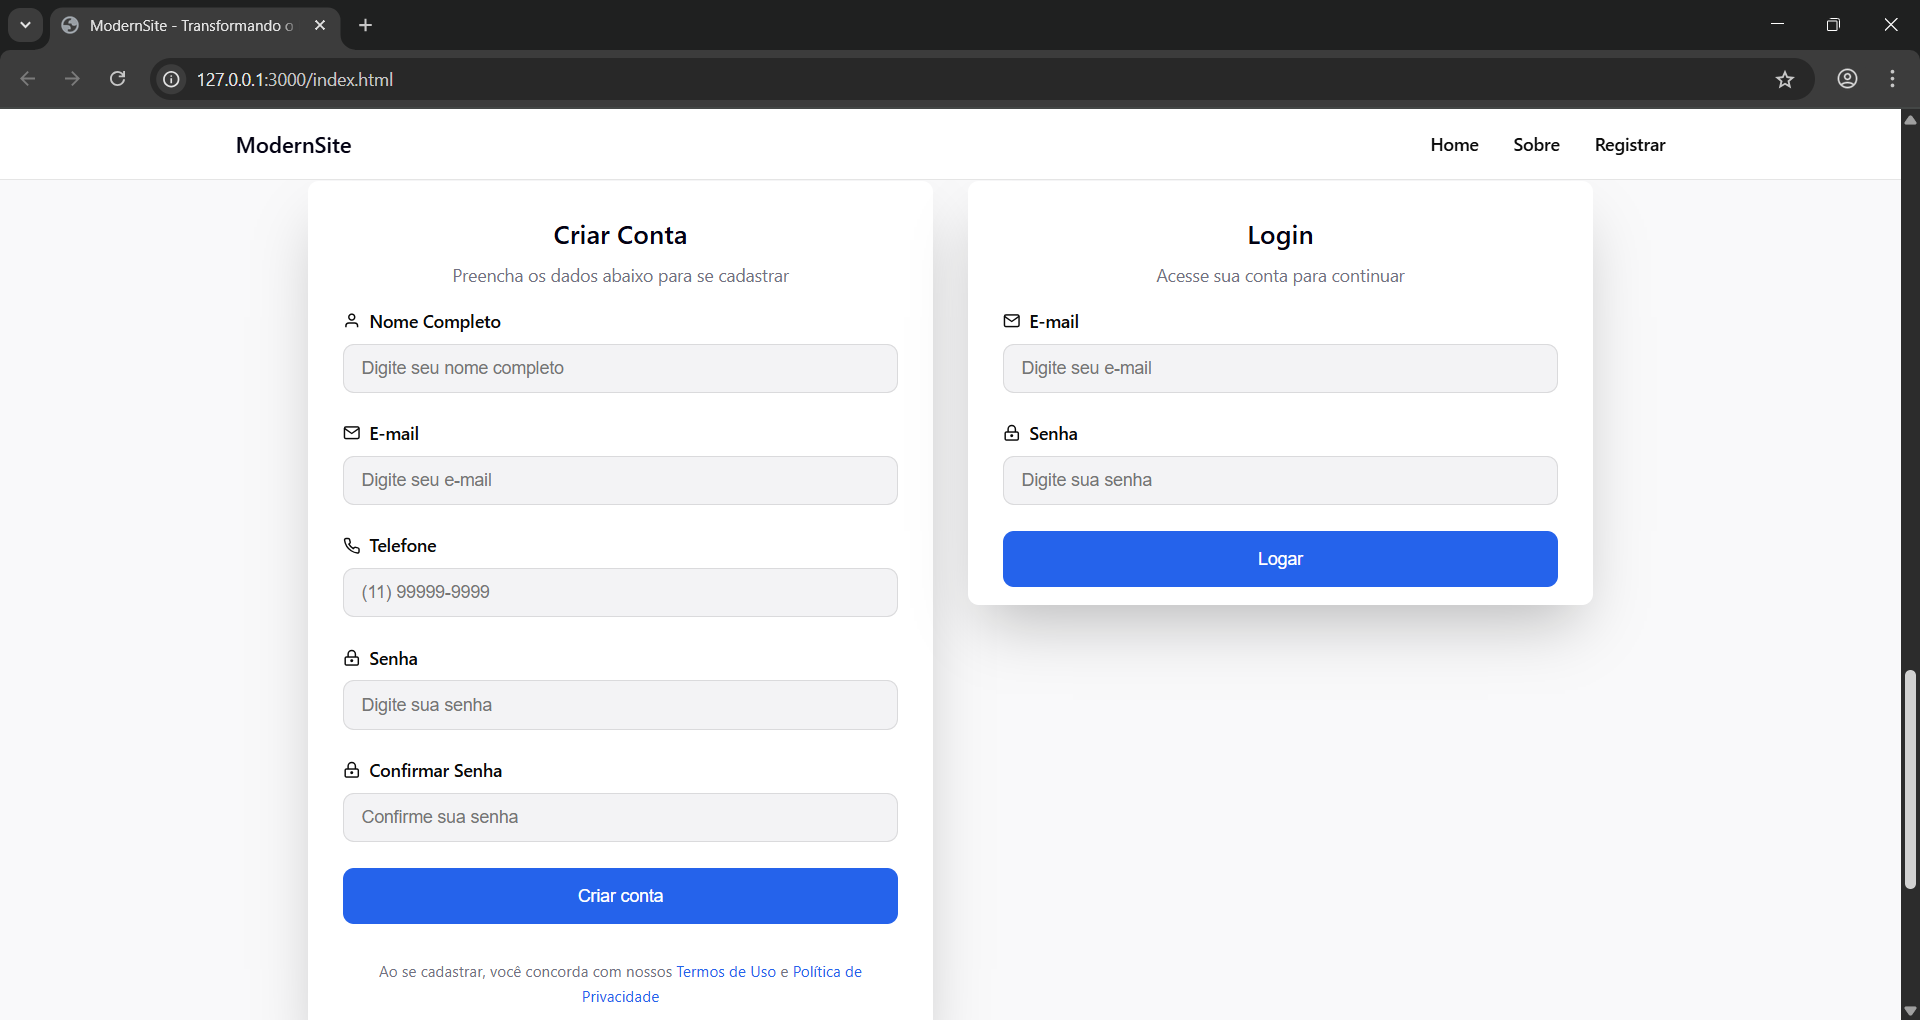 ModernSite - Transformando o
127.0.0.1:3000/index.html
ModernSite
Home
Sobre
Registrar
Criar Conta
Preencha os dados abaixo para se cadastrar
Nome Completo
Digite seu nome completo
E-mail
Digite seu e-mail
Telefone
(11) 99999-9999
Senha
Digite sua senha
Confirmar Senha
Confirme sua senha
Criar conta
Ao se cadastrar, você concorda com nossos Termos de Uso e Política de
Privacidade
Login
Acesse sua conta para continuar
E-mail
Digite seu e-mail
Senha
Digite sua senha
Logar